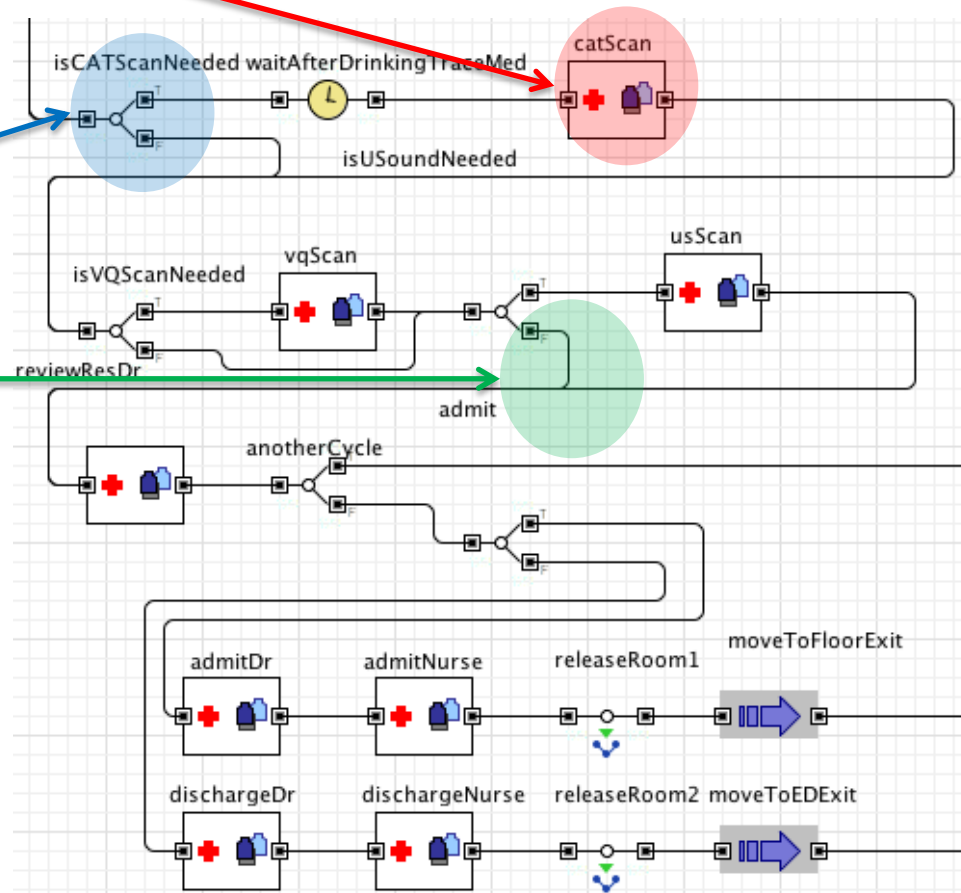 catScan
isCATScanNeeded waitAfterDrinkingTraceMed
T
F
isUSoundNeeded
usScan
vqScan
isVQScanNeeded
T
T
F
F
reviewResDr
admit
anotherCycle
T
F
T
F
moveToFloorExit
admitDr
admitNurse
releaseRoom1
dischargeDr
dischargeNurse
releaseRoom2
moveToEDExit